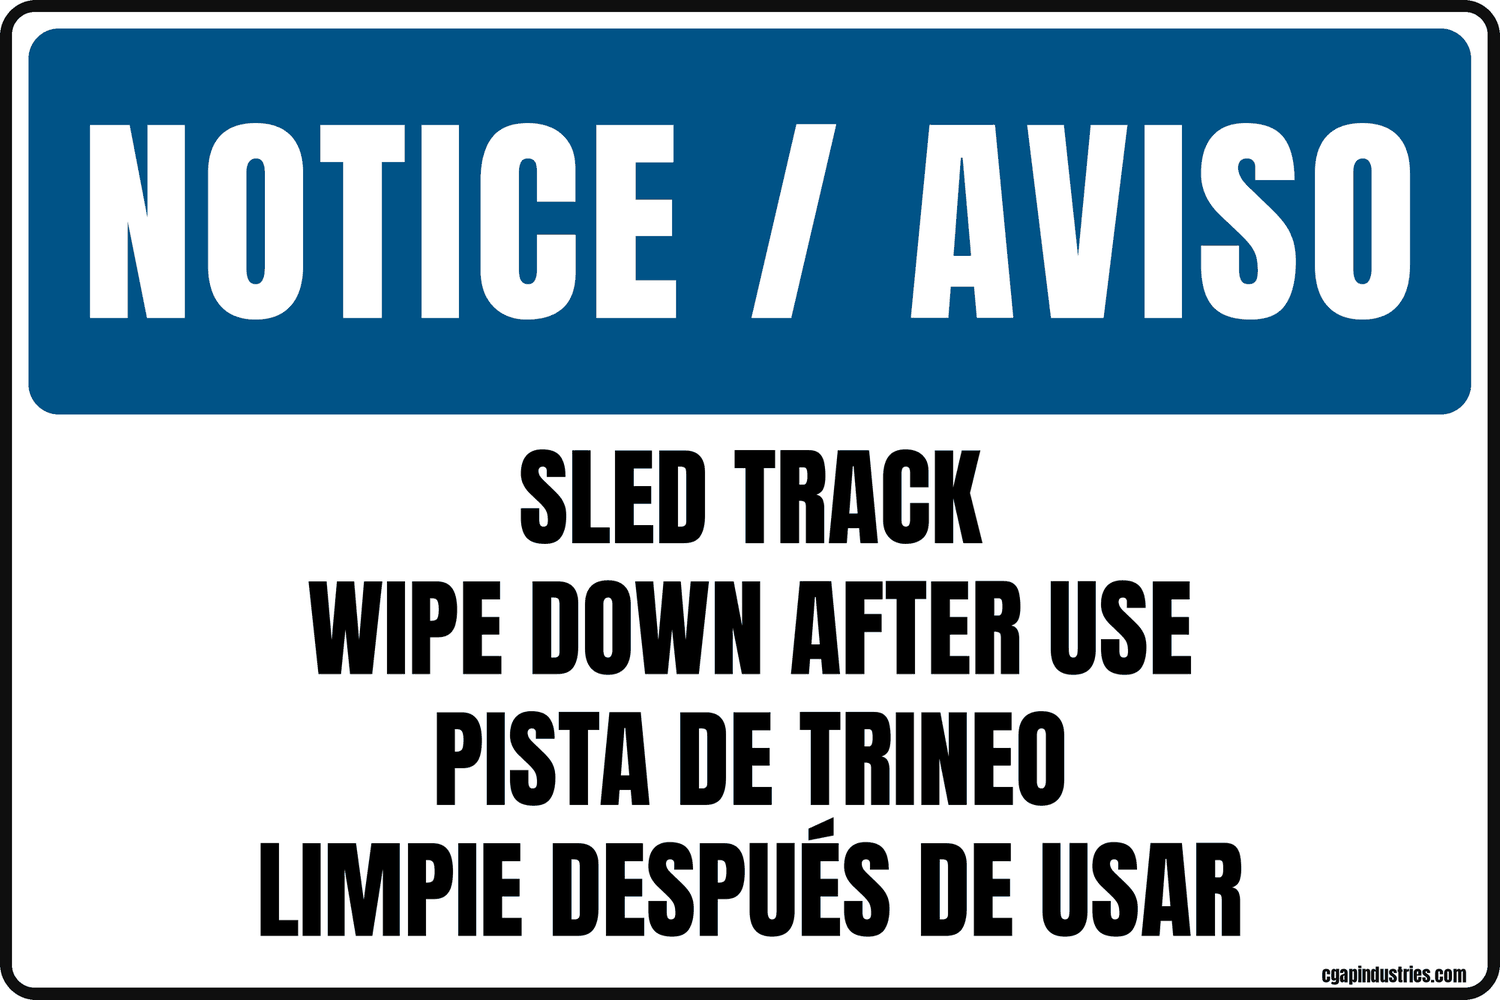 NOTICE / AVISO
SLED TRACK
WIPE DOWN AFTER USE
PISTA DE TRINEO
LIMPIE DESPUÉS DE USAR
cgapindustries.com